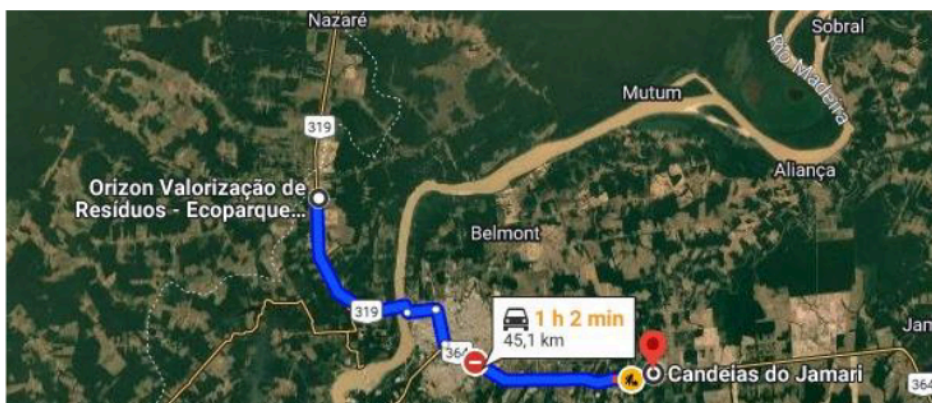 Nazaré
Sobral
Rio Madeira
Mutum
319
Aliança
Orizon Valorização de
Resíduos - Ecoparque...
Belmont
319
1 h 2 min
45,1 km
364
Jam
Candeias do Jamari
364